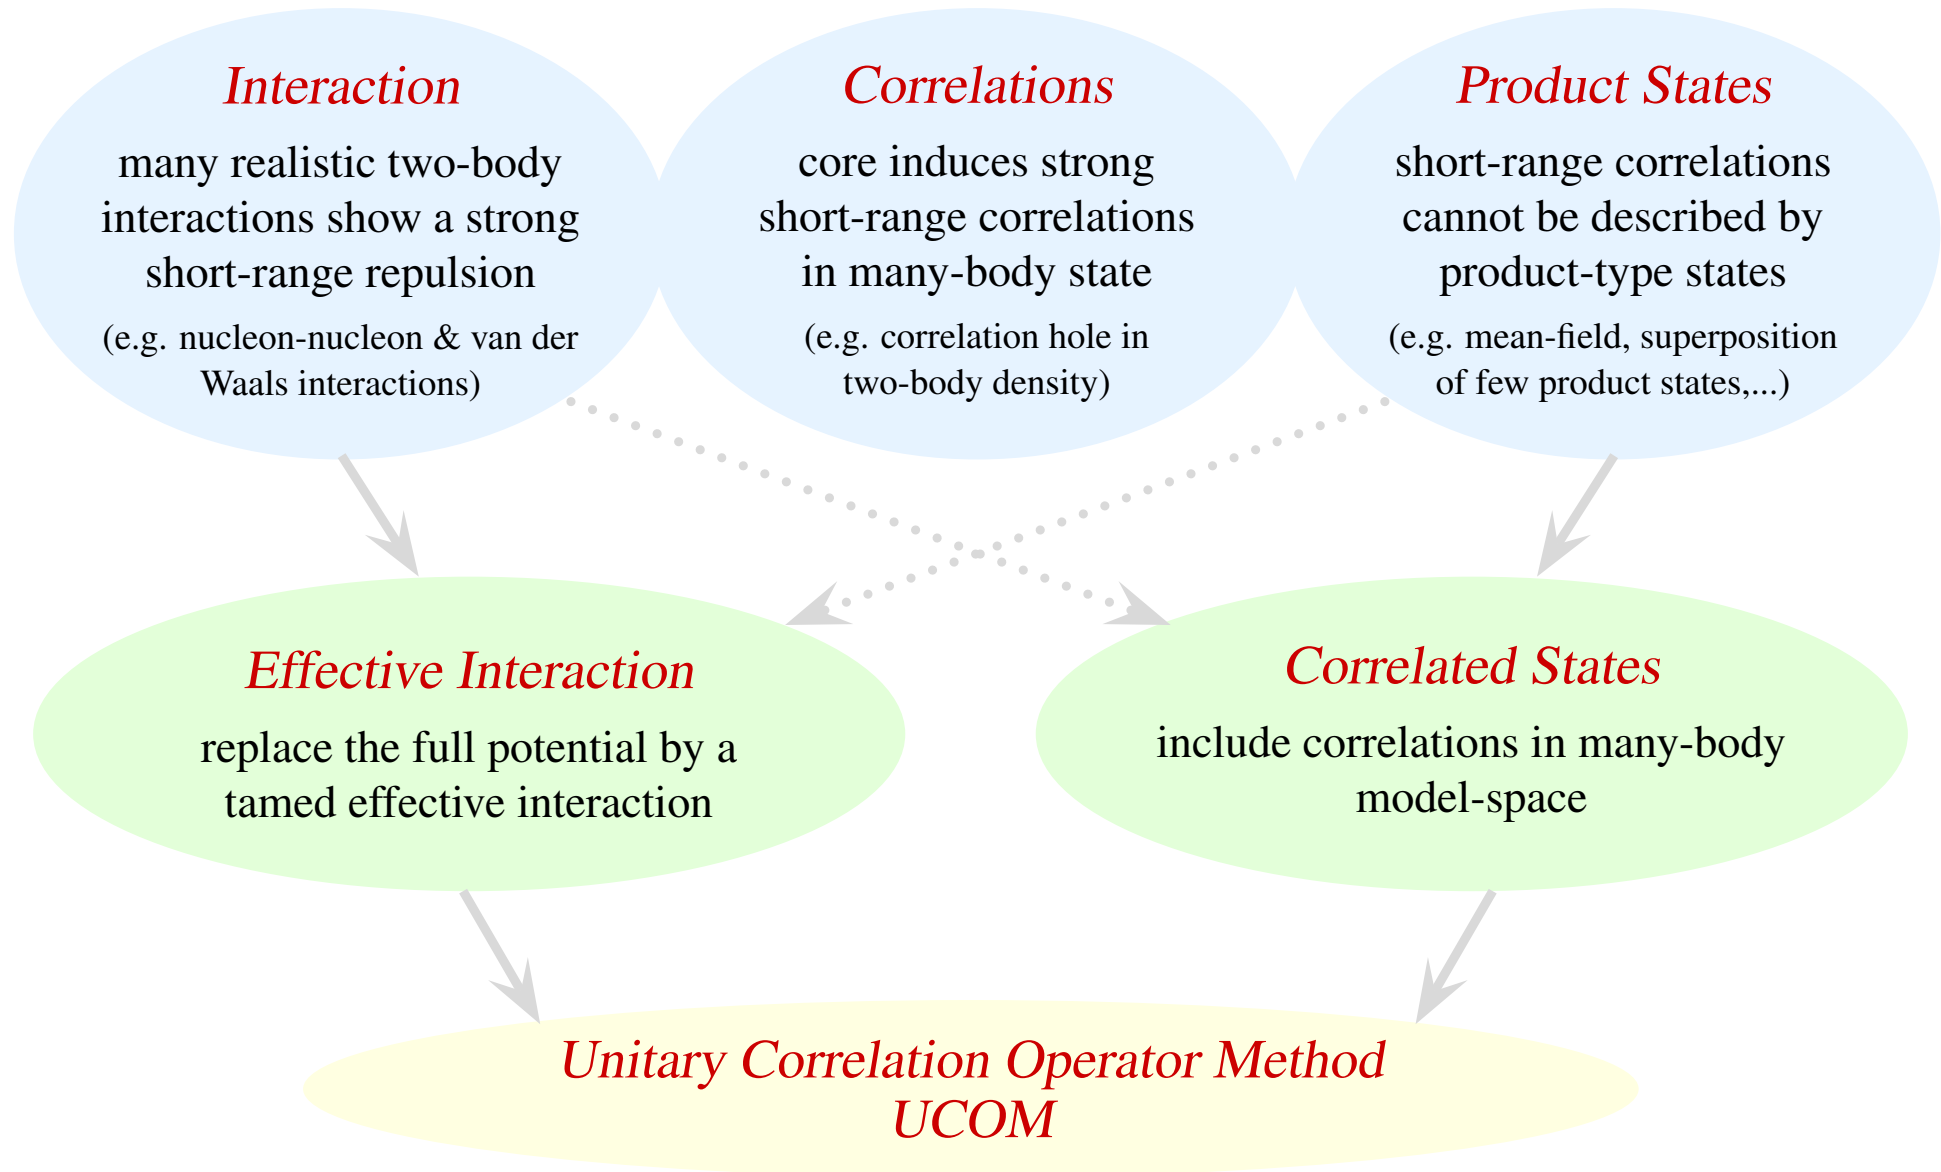 Interaction
many realistic two-body
interactions show a strong
short-range repulsion
(e.g. nucleon-nucleon & van der
Waals interactions)
Correlations
core induces strong
short-range correlations
in many-body state
(e.g. correlation hole in
two-body density)
Product States
short-range correlations
cannot be described by
product-type states
(e.g. mean-field, superposition
of few product states,...)
Effective Interaction
replace the full potential by a
tamed effective interaction
Correlated States
include correlations in many-body
model-space
Unitary Correlation Operator Method
UCOM